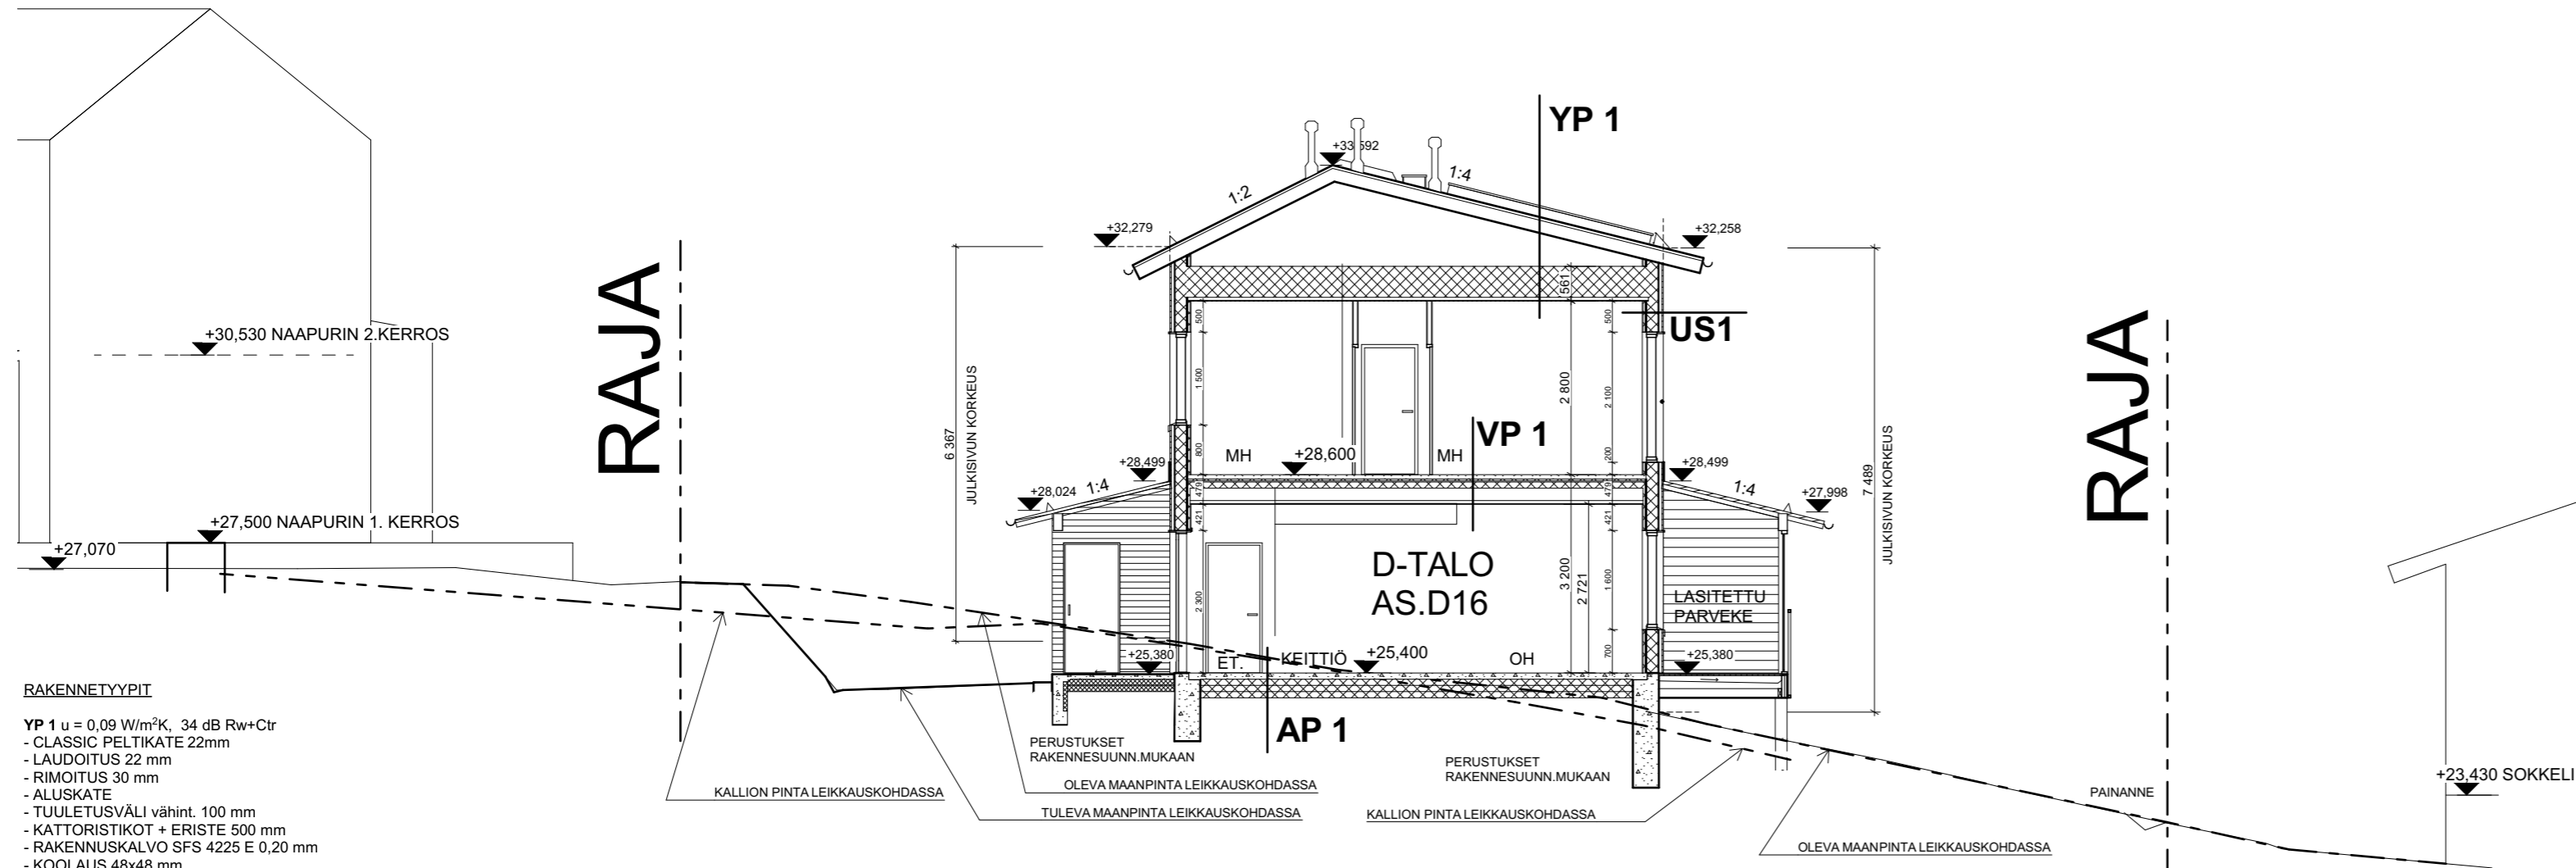 YP 1
+33,592
1:2
1:4
+32,279
+32,258
RAJA
RAJA
+30,530 NAAPURIN 2.KERROS
561
500
500
US1
JULKISIVUN KORKEUS
6 367
1 500
2 800
2 100
VP 1
800
MH
+28,600
MH
200
JULKISIVUN KORKEUS
7 489
+28,499
+28,499
479
479
+28,024
1:4
1:4
+27,998
421
421
+27,500 NAAPURIN 1. KERROS
+27,070
D-TALO
AS.D16
2 300
3 200
2 721
1 600
LASITETTU
PARVEKE
700
+25,380
ET.
KEITTIÖ
+25,400
OH
+25,380
AP 1
PERUSTUKSET
RAKENNESUUNN.MUKAAN
PERUSTUKSET
RAKENNESUUNN.MUKAAN
+23,430 SOKKELI
PAINANNE
OLEVA MAANPINTA LEIKKAUSKOHDASSA
KALLION PINTA LEIKKAUSKOHDASSA
TULEVA MAANPINTA LEIKKAUSKOHDASSA
KALLION PINTA LEIKKAUSKOHDASSA
OLEVA MAANPINTA LEIKKAUSKOHDASSA
RAKENNETYYPIT
YP 1 u = 0,09 W/m²K, 34 dB Rw+Ctr
- CLASSIC PELTIKATE 22mm
- LAUDOITUS 22 mm
- RIMOITUS 30 mm
- ALUSKATE
- TUULETUSVÄLI vähint. 100 mm
- KATTORISTIKOT + ERISTE 500 mm
- RAKENNUSKALVO SFS 4225 E 0,20 mm
- KOOLAUS 48x48 mm